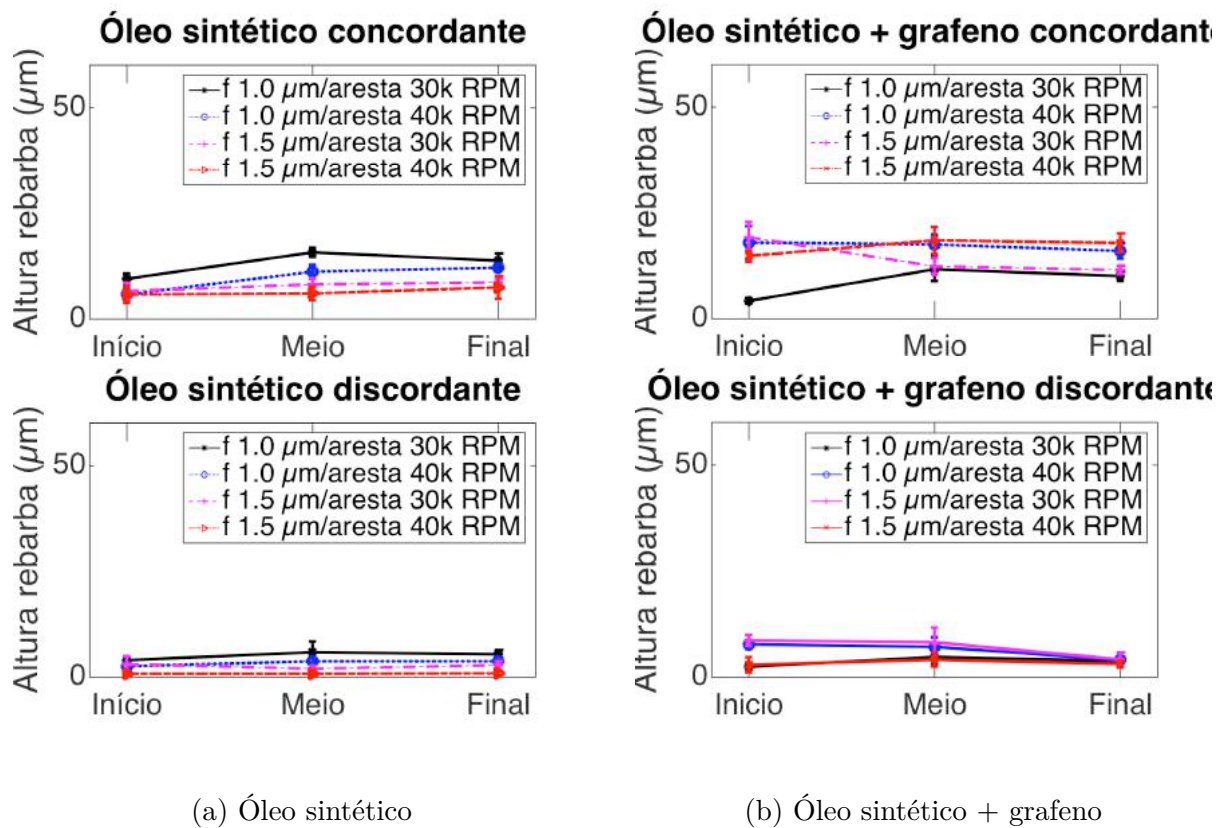 Óleo sintético concordante
Altura rebarba (µm)
50
0
f 1.0 µm/aresta 30k RPM
f 1.0 µm/aresta 40k RPM
f 1.5 µm/aresta 30k RPM
f 1.5 µm/aresta 40k RPM
Início Meio Final
Óleo sintético + grafeno concordant
Altura rebarba (µm)
50
0
f 1.0 µm/aresta 30k RPM
f 1.0 µm/aresta 40k RPM
f 1.5 µm/aresta 30k RPM
f 1.5 µm/aresta 40k RPM
Inicio Meio Final
Óleo sintético discordante
Altura rebarba (µm)
50
0
f 1.0 µm/aresta 30k RPM
f 1.0 µm/aresta 40k RPM
f 1.5 µm/aresta 30k RPM
f 1.5 µm/aresta 40k RPM
Início Meio Final
Óleo sintético + grafeno discordant
Altura rebarba (µm)
50
0
f 1.0 µm/aresta 30k RPM
f 1.0 µm/aresta 40k RPM
f 1.5 µm/aresta 30k RPM
f 1.5 µm/aresta 40k RPM
Inicio Meio Final
(a) Óleo sintético
(b) Óleo sintético + grafeno